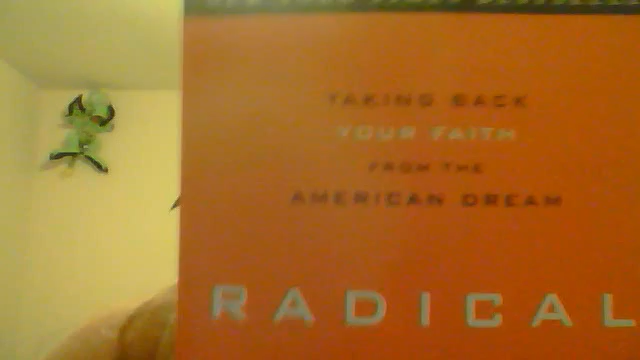 TAKING BACK
YOUR FAITH
FROM THE
AMERICAN DREAM
RADICAL